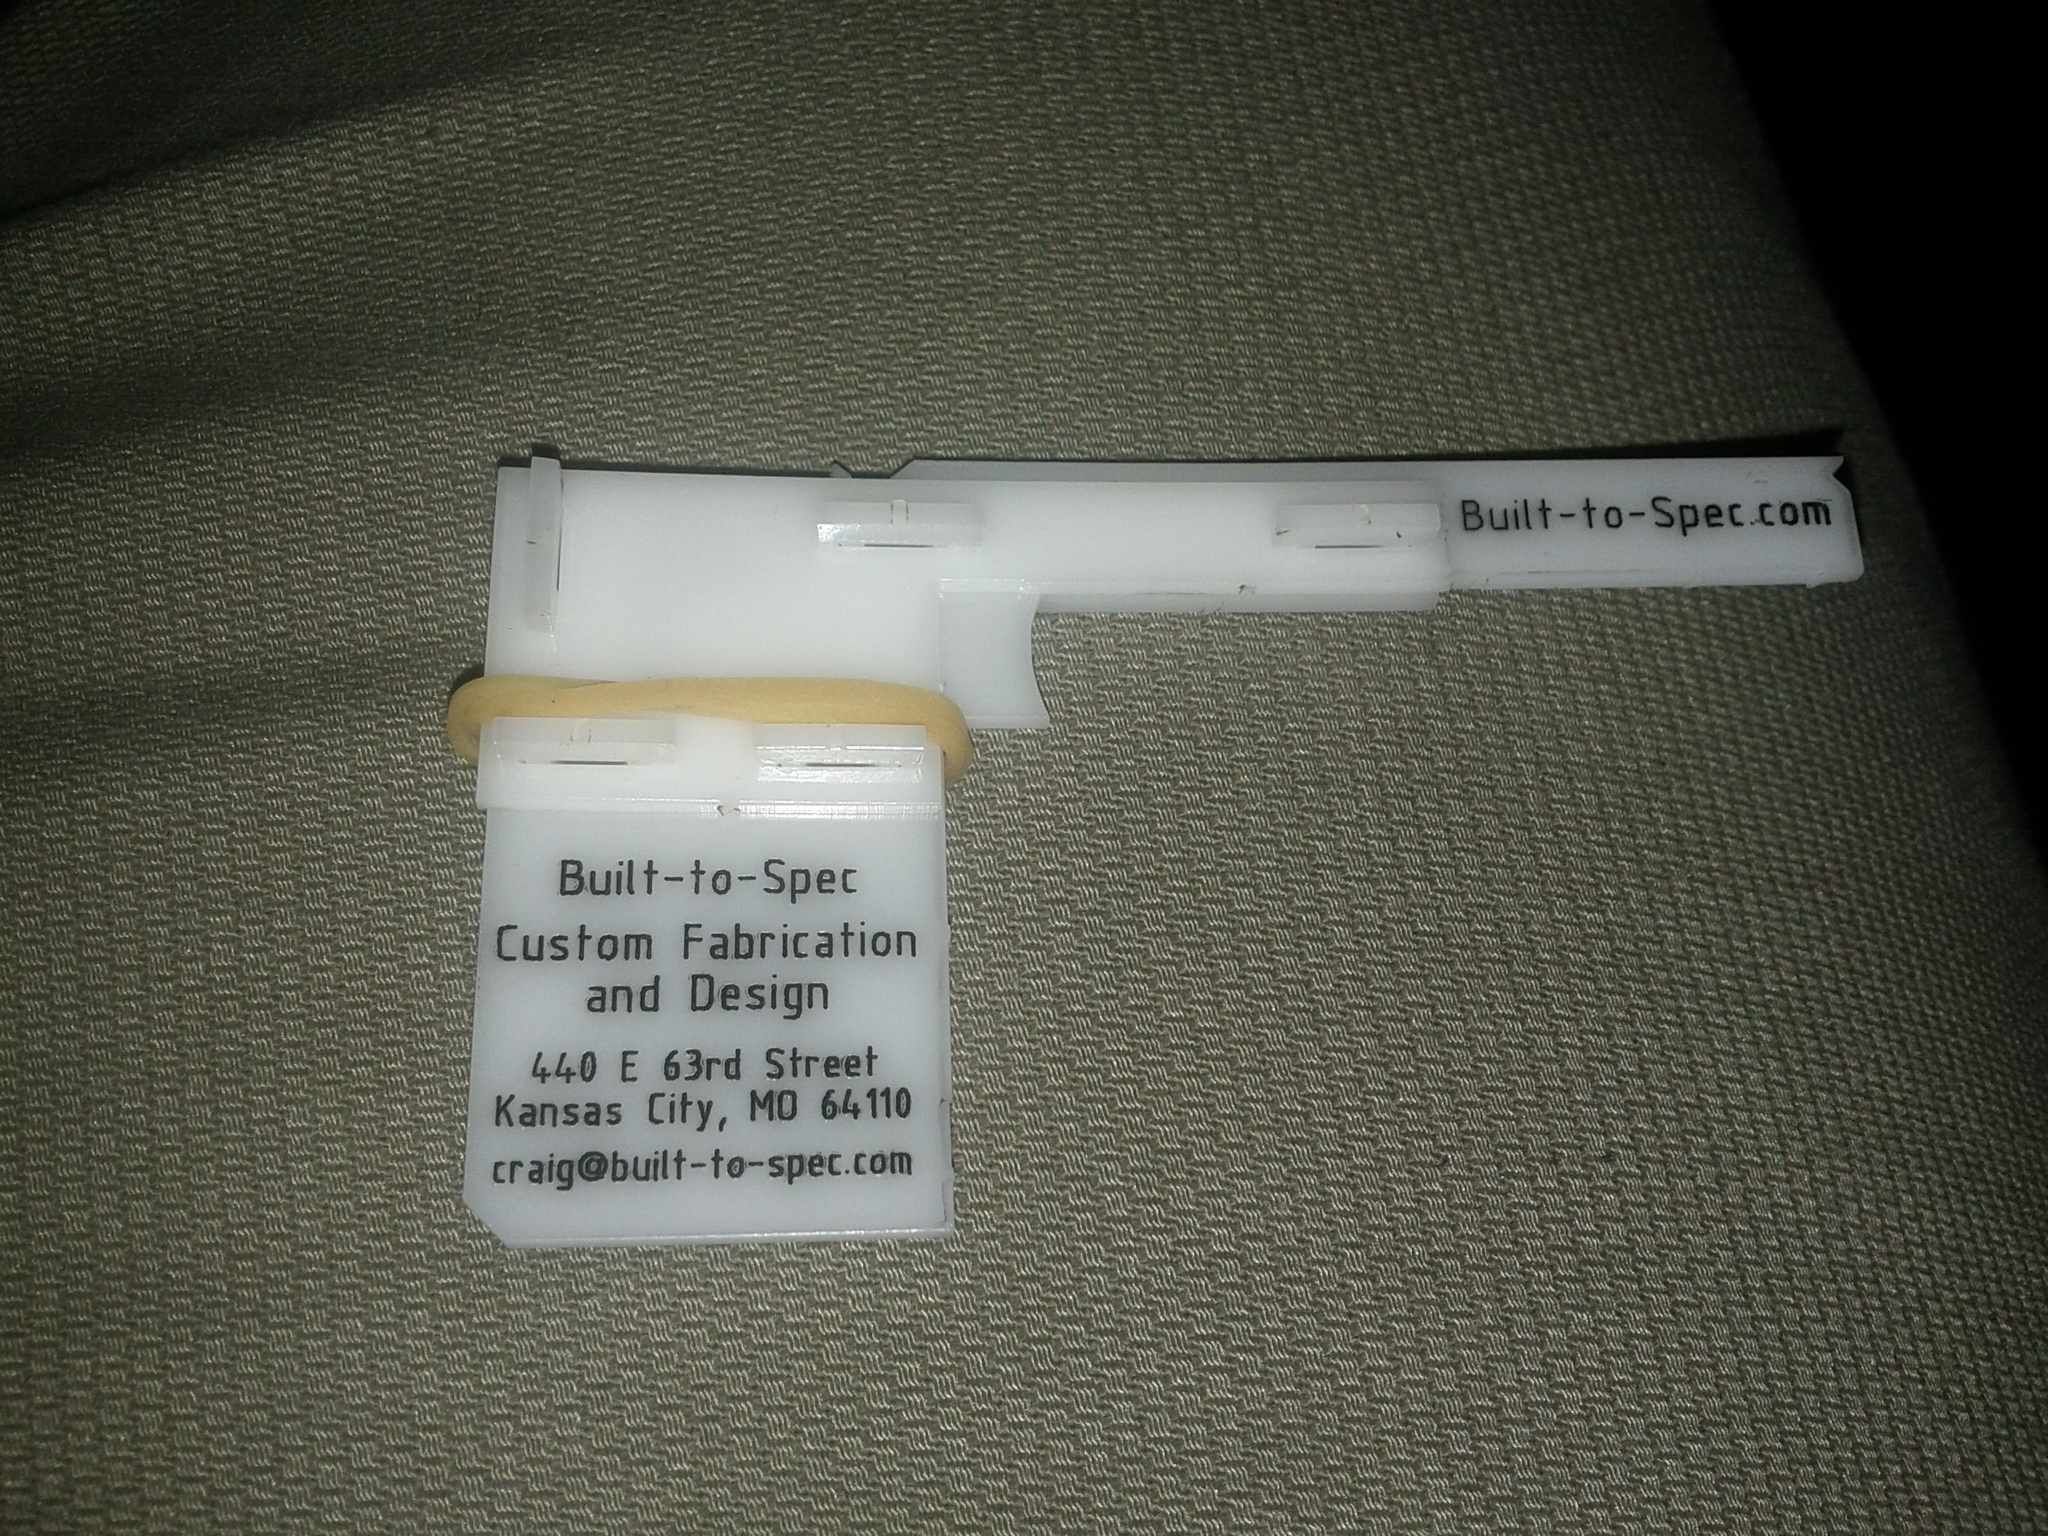 Built-to-Spec.com
Built-to-Spec
Custom Fabrication
and Design
440 E 63rd Street
Kansas City, MO 64110
craig@built-to-spec.com